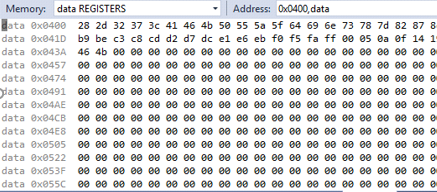 Memory: data REGISTERS Address: 0x0400,data
data 0x0400 28 2d 32 37 3c 41 46 4b 50 55 5a 5f 64 69 6e 73 78 7d 82 87 8
data 0x041D b9 be c3 c8 cd d2 d7 dc e1 e6 eb f0 f5 fa ff 00 05 0a 0f 14 1
data 0x043A 46 4b 00 00 00 00 00 00 00 00 00 00 00 00 00 00 00 00 00 00 0
data 0x0457 00 00 00 00 00 00 00 00 00 00 00 00 00 00 00 00 00 00 00 00 0
data 0x0474 00 00 00 00 00 00 00 00 00 00 00 00 00 00 00 00 00 00 00 00 0
data 0x0491 00 00 00 00 00 00 00 00 00 00 00 00 00 00 00 00 00 00 00 00 0
data 0x04AE 00 00 00 00 00 00 00 00 00 00 00 00 00 00 00 00 00 00 00 00 0
data 0x04CB 00 00 00 00 00 00 00 00 00 00 00 00 00 00 00 00 00 00 00 00 0
data 0x04E8 00 00 00 00 00 00 00 00 00 00 00 00 00 00 00 00 00 00 00 00 0
data 0x0505 00 00 00 00 00 00 00 00 00 00 00 00 00 00 00 00 00 00 00 00 0
data 0x0522 00 00 00 00 00 00 00 00 00 00 00 00 00 00 00 00 00 00 00 00 0
data 0x053F 00 00 00 00 00 00 00 00 00 00 00 00 00 00 00 00 00 00 00 00 0
data 0x055C 00 00 00 00 00 00 00 00 00 00 00 00 00 00 00 00 00 00 00 00 0